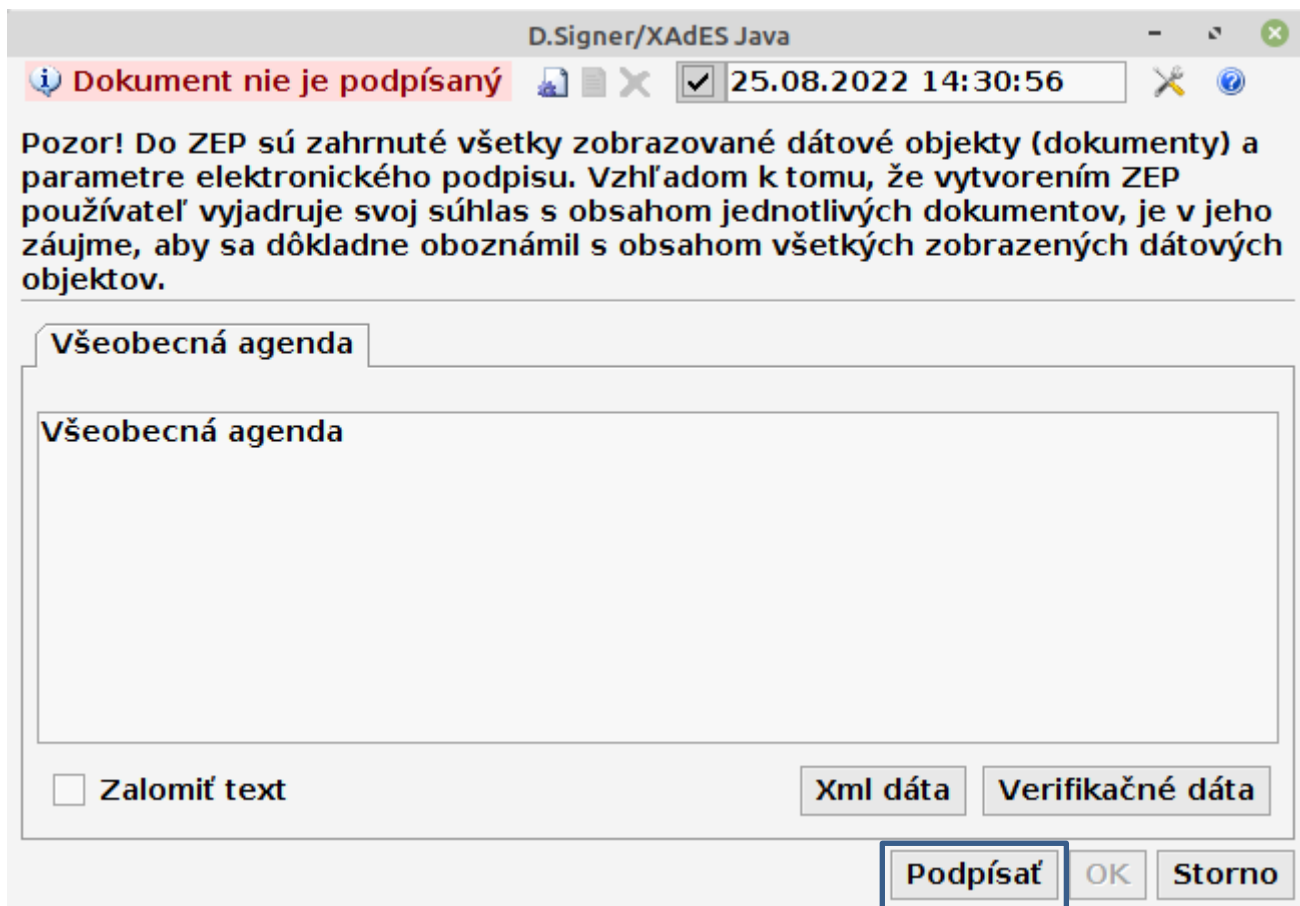 D.Signer/XAdES Java
Dokument nie je podpísaný 25.08.2022 14:30:56
Pozor! Do ZEP sú zahrnuté všetky zobrazované dátové objekty (dokumenty) a
parametre elektronického podpisu. Vzhľadom k tomu, že vytvorením ZEP
používateľ vyjadruje svoj súhlas s obsahom jednotlivých dokumentov, je v jeho
záujme, aby sa dôkladne oboznámil s obsahom všetkých zobrazených dátových
objektov.
Všeobecná agenda
Všeobecná agenda
Zalomiť text Xml dáta Verifikačné dáta
Podpísať OK Storno